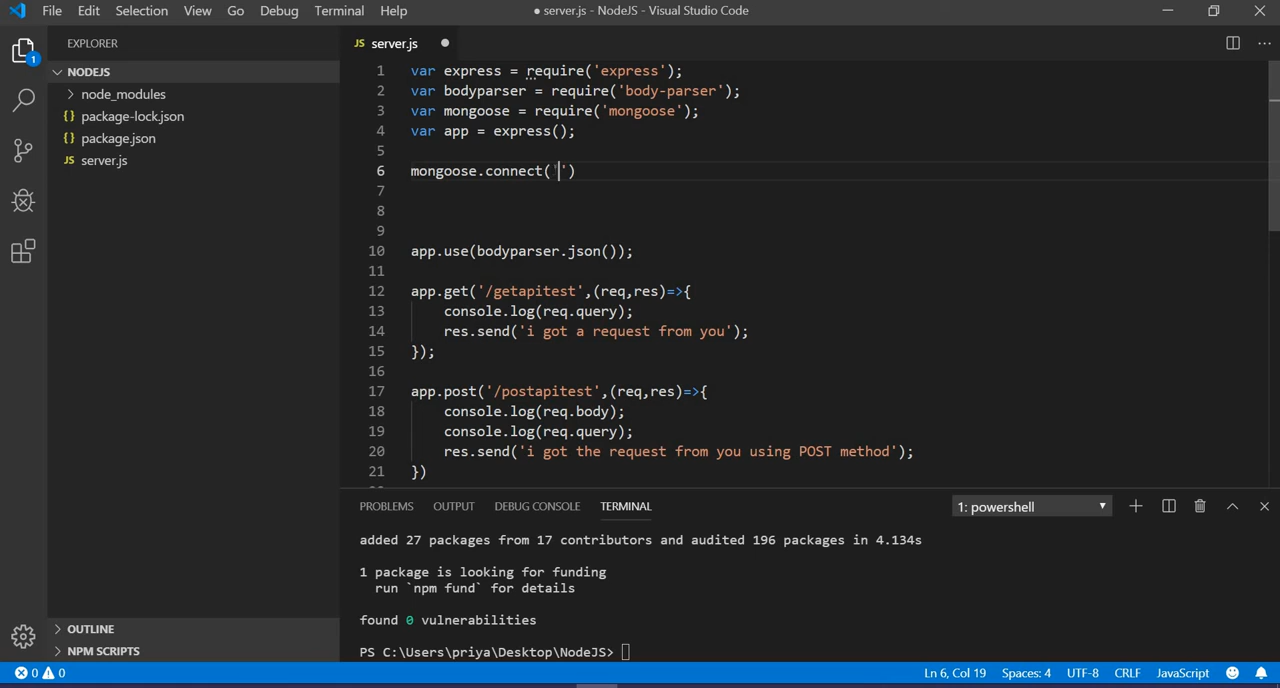 File Edit Selection View Go Debug Terminal Help
● server.js - NodeJS - Visual Studio Code
EXPLORER
1
NODEJS
node_modules
{} package-lock.json
{} package.json
JS server.js
OUTLINE
NPM SCRIPTS
JS server.js ●
1 var express = require('express');
2 var bodyparser = require('body-parser');
3 var mongoose = require('mongoose');
4 var app = express();
5
6 mongoose.connect('')
7
8
9
10 app.use(bodyparser.json());
11
12 app.get('/getapitest',(req,res)=>{
13 console.log(req.query);
14 res.send('i got a request from you');
15 });
16
17 app.post('/postapitest',(req,res)=>{
18 console.log(req.body);
19 console.log(req.query);
20 res.send('i got the request from you using POST method');
21 })
PROBLEMS OUTPUT DEBUG CONSOLE TERMINAL 1: powershell
added 27 packages from 17 contributors and audited 196 packages in 4.134s
1 package is looking for funding
run `npm fund` for details
found 0 vulnerabilities
PS C:\Users\priya\Desktop\NodeJS>
0 0 Ln 6, Col 19 Spaces: 4 UTF-8 CRLF JavaScript